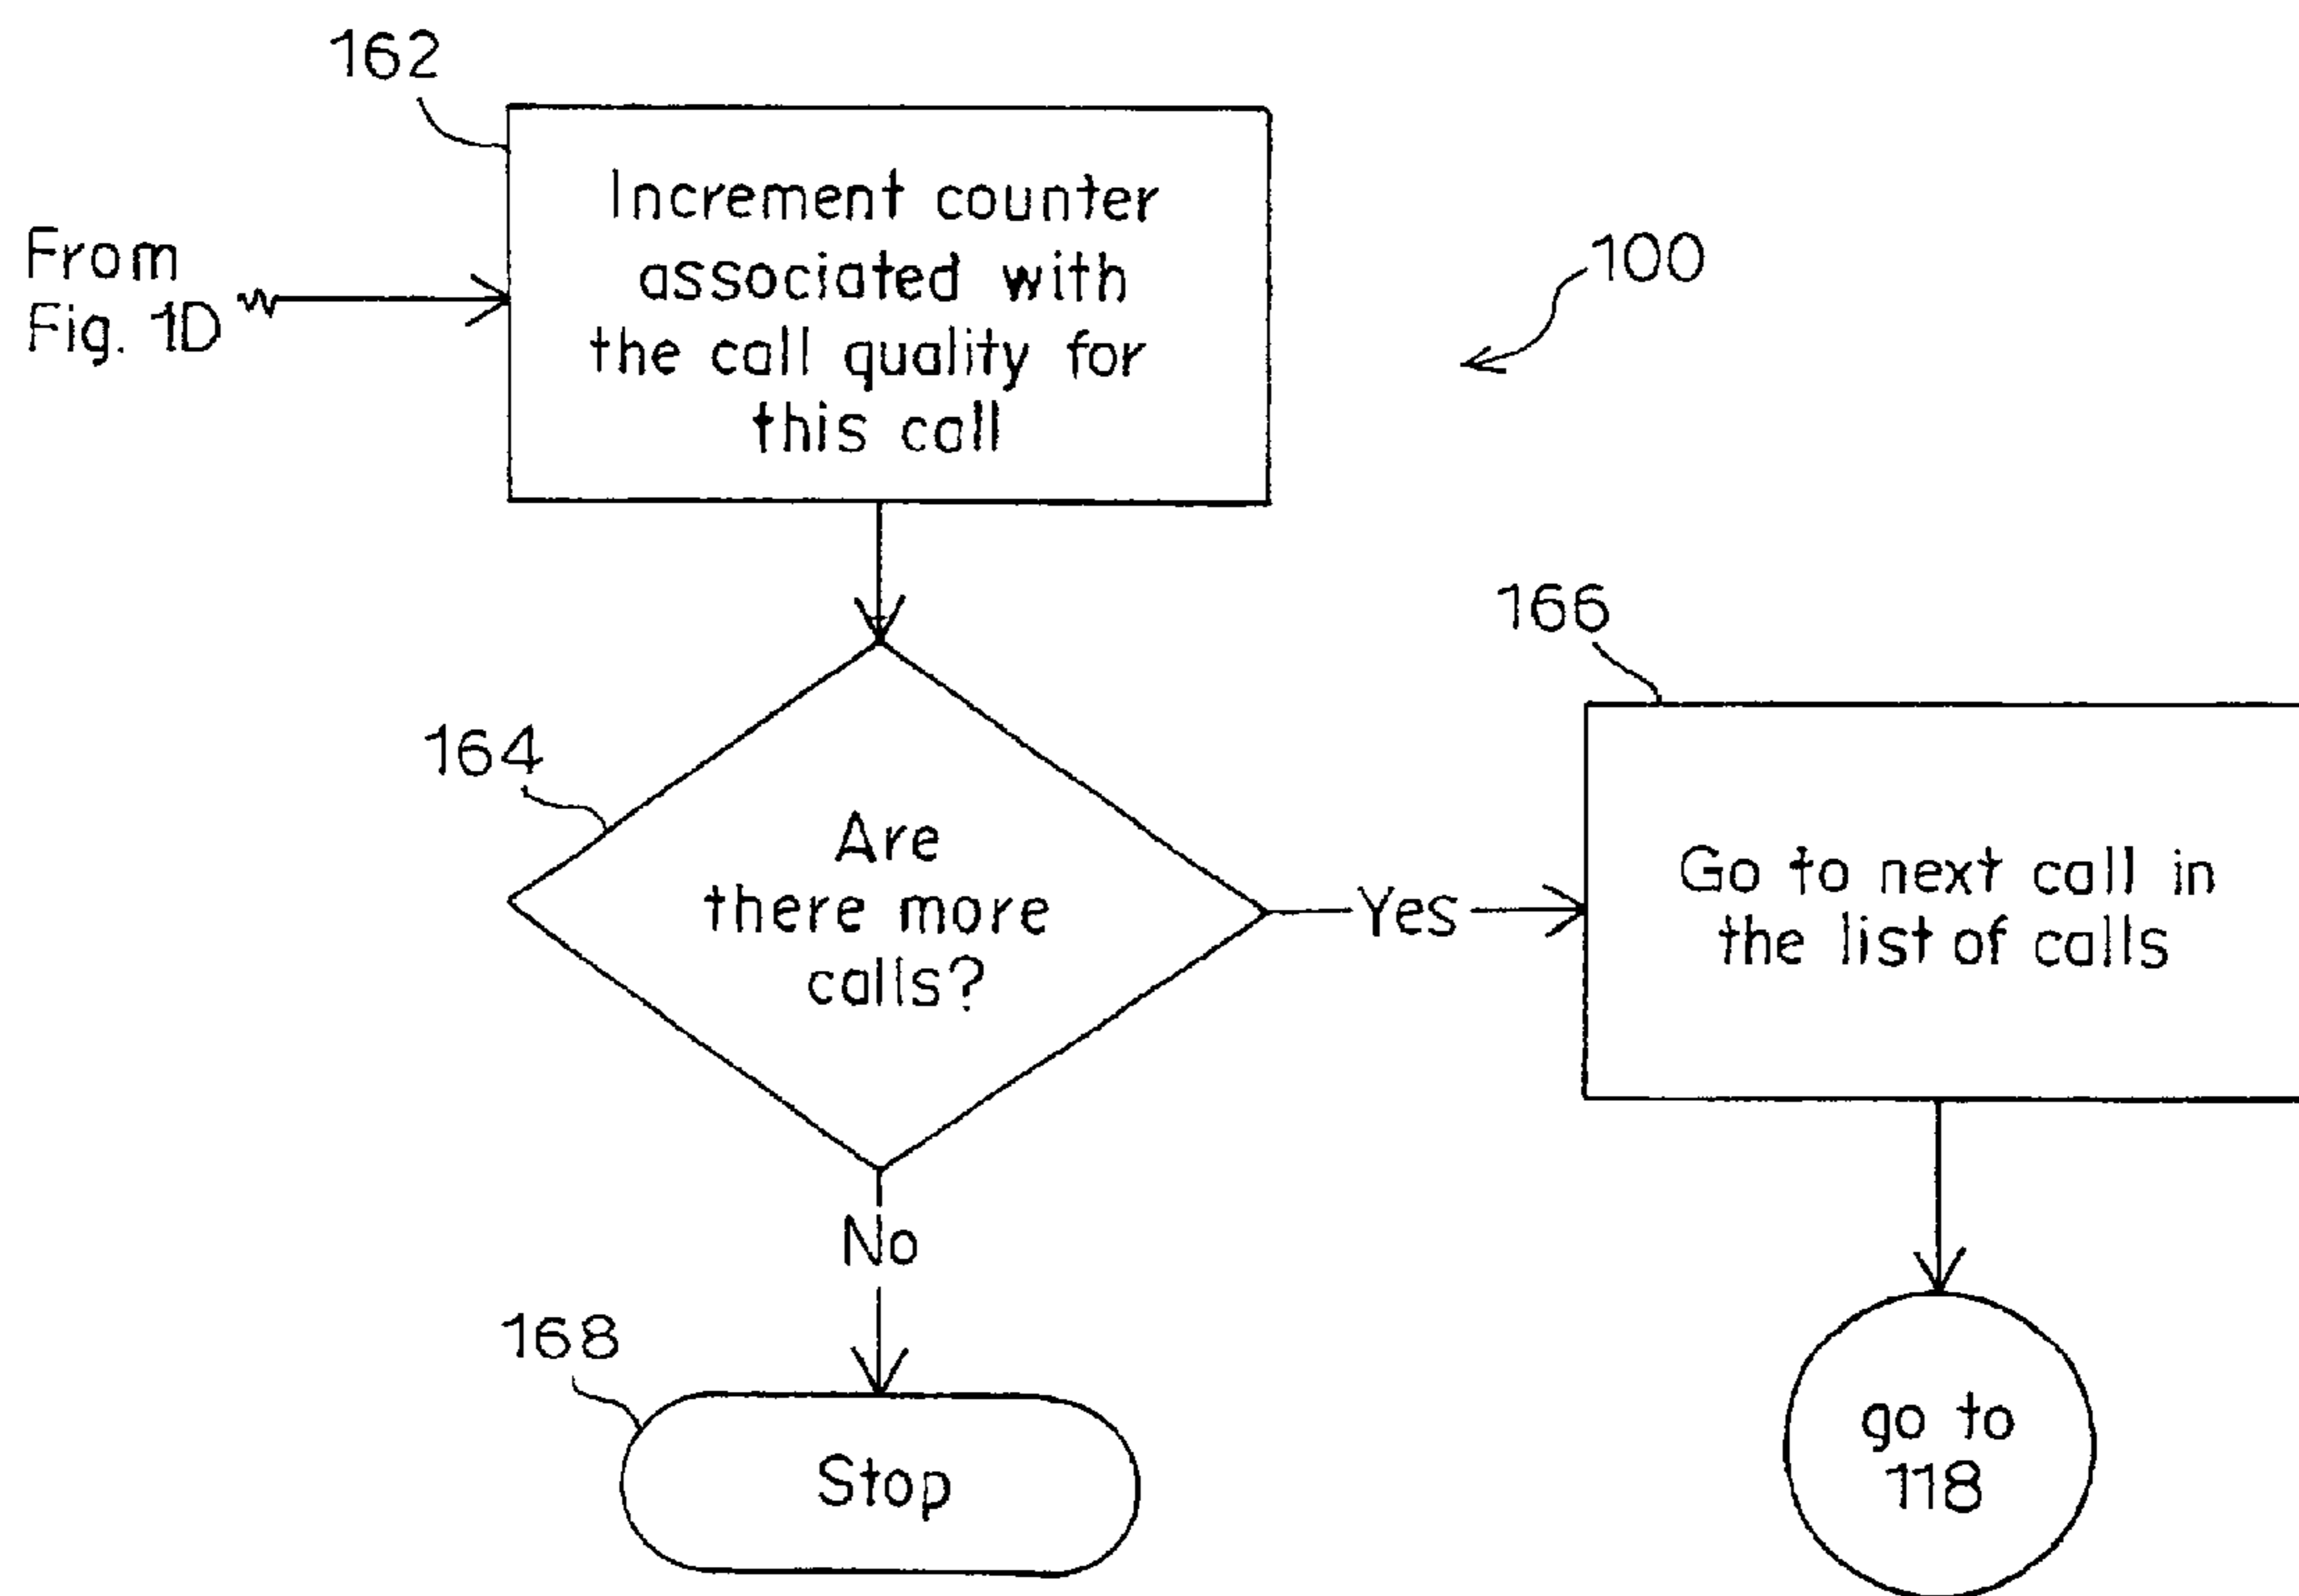 162
Increment counter
associated with
the call quality for
this call
From
Fig. 1D
100
164
Are
there more
calls?
Yes
166
Go to next call in
the list of calls
No
168
Stop
go to
118